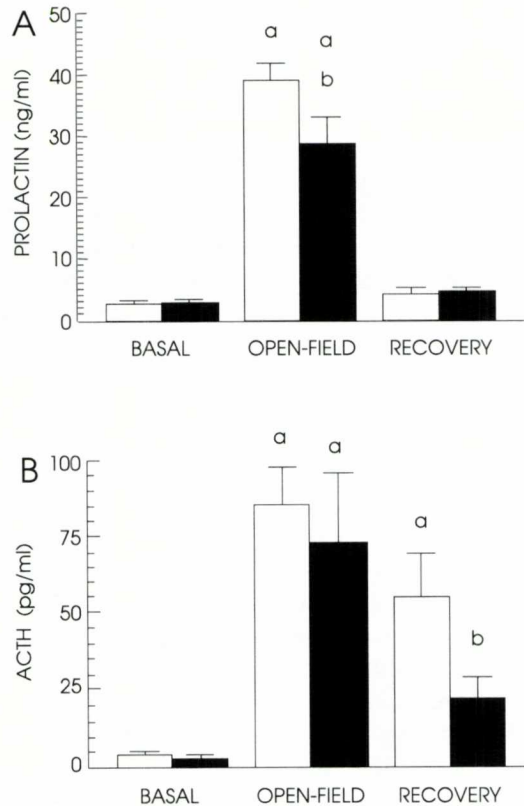 A
PROLACTIN (ng/ml)
50
40
30
20
10
0
a
a
b
BASAL
OPEN-FIELD
RECOVERY
B
ACTH (pg/ml)
100
75
50
25
0
a
a
a
b
BASAL
OPEN-FIELD
RECOVERY